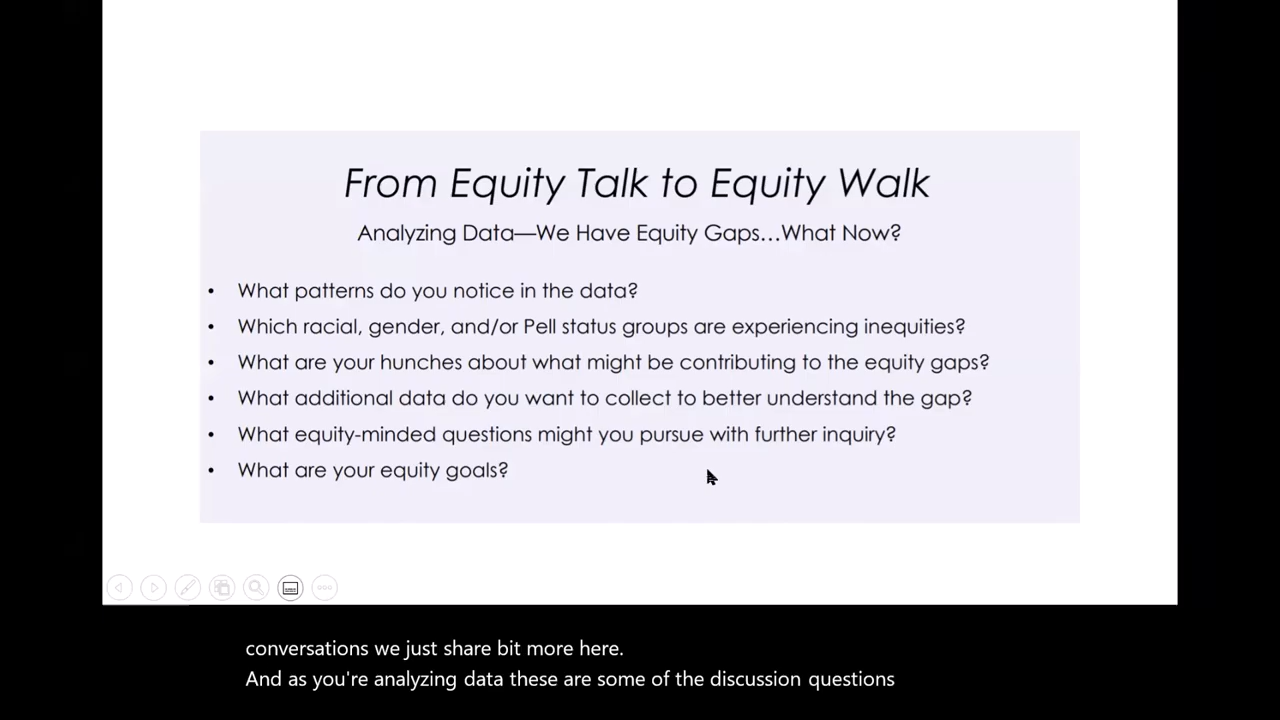 From Equity Talk to Equity Walk
Analyzing Data—We Have Equity Gaps...What Now?
• What patterns do you notice in the data?
• Which racial, gender, and/or Pell status groups are experiencing inequities?
• What are your hunches about what might be contributing to the equity gaps?
• What additional data do you want to collect to better understand the gap?
• What equity-minded questions might you pursue with further inquiry?
• What are your equity goals?
conversations we just share bit more here.
And as you're analyzing data these are some of the discussion questions